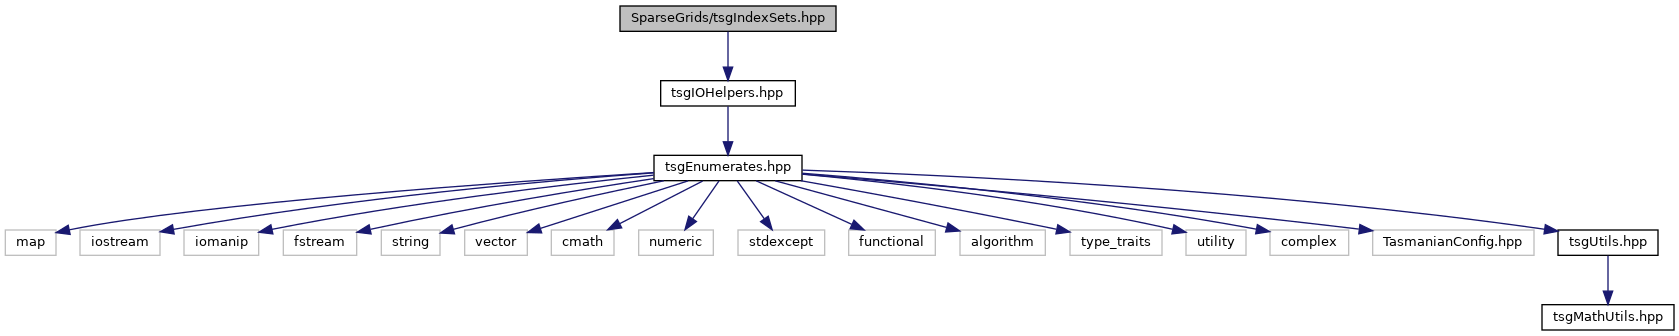 SparseGrids/tsgIndexSets.hpp
tsgIOHelpers.hpp
tsgEnumerates.hpp
map
iostream
iomanip
fstream
string
vector
cmath
numeric
stdexcept
functional
algorithm
type_traits
utility
complex
TasmanianConfig.hpp
tsgUtils.hpp
tsgMathUtils.hpp